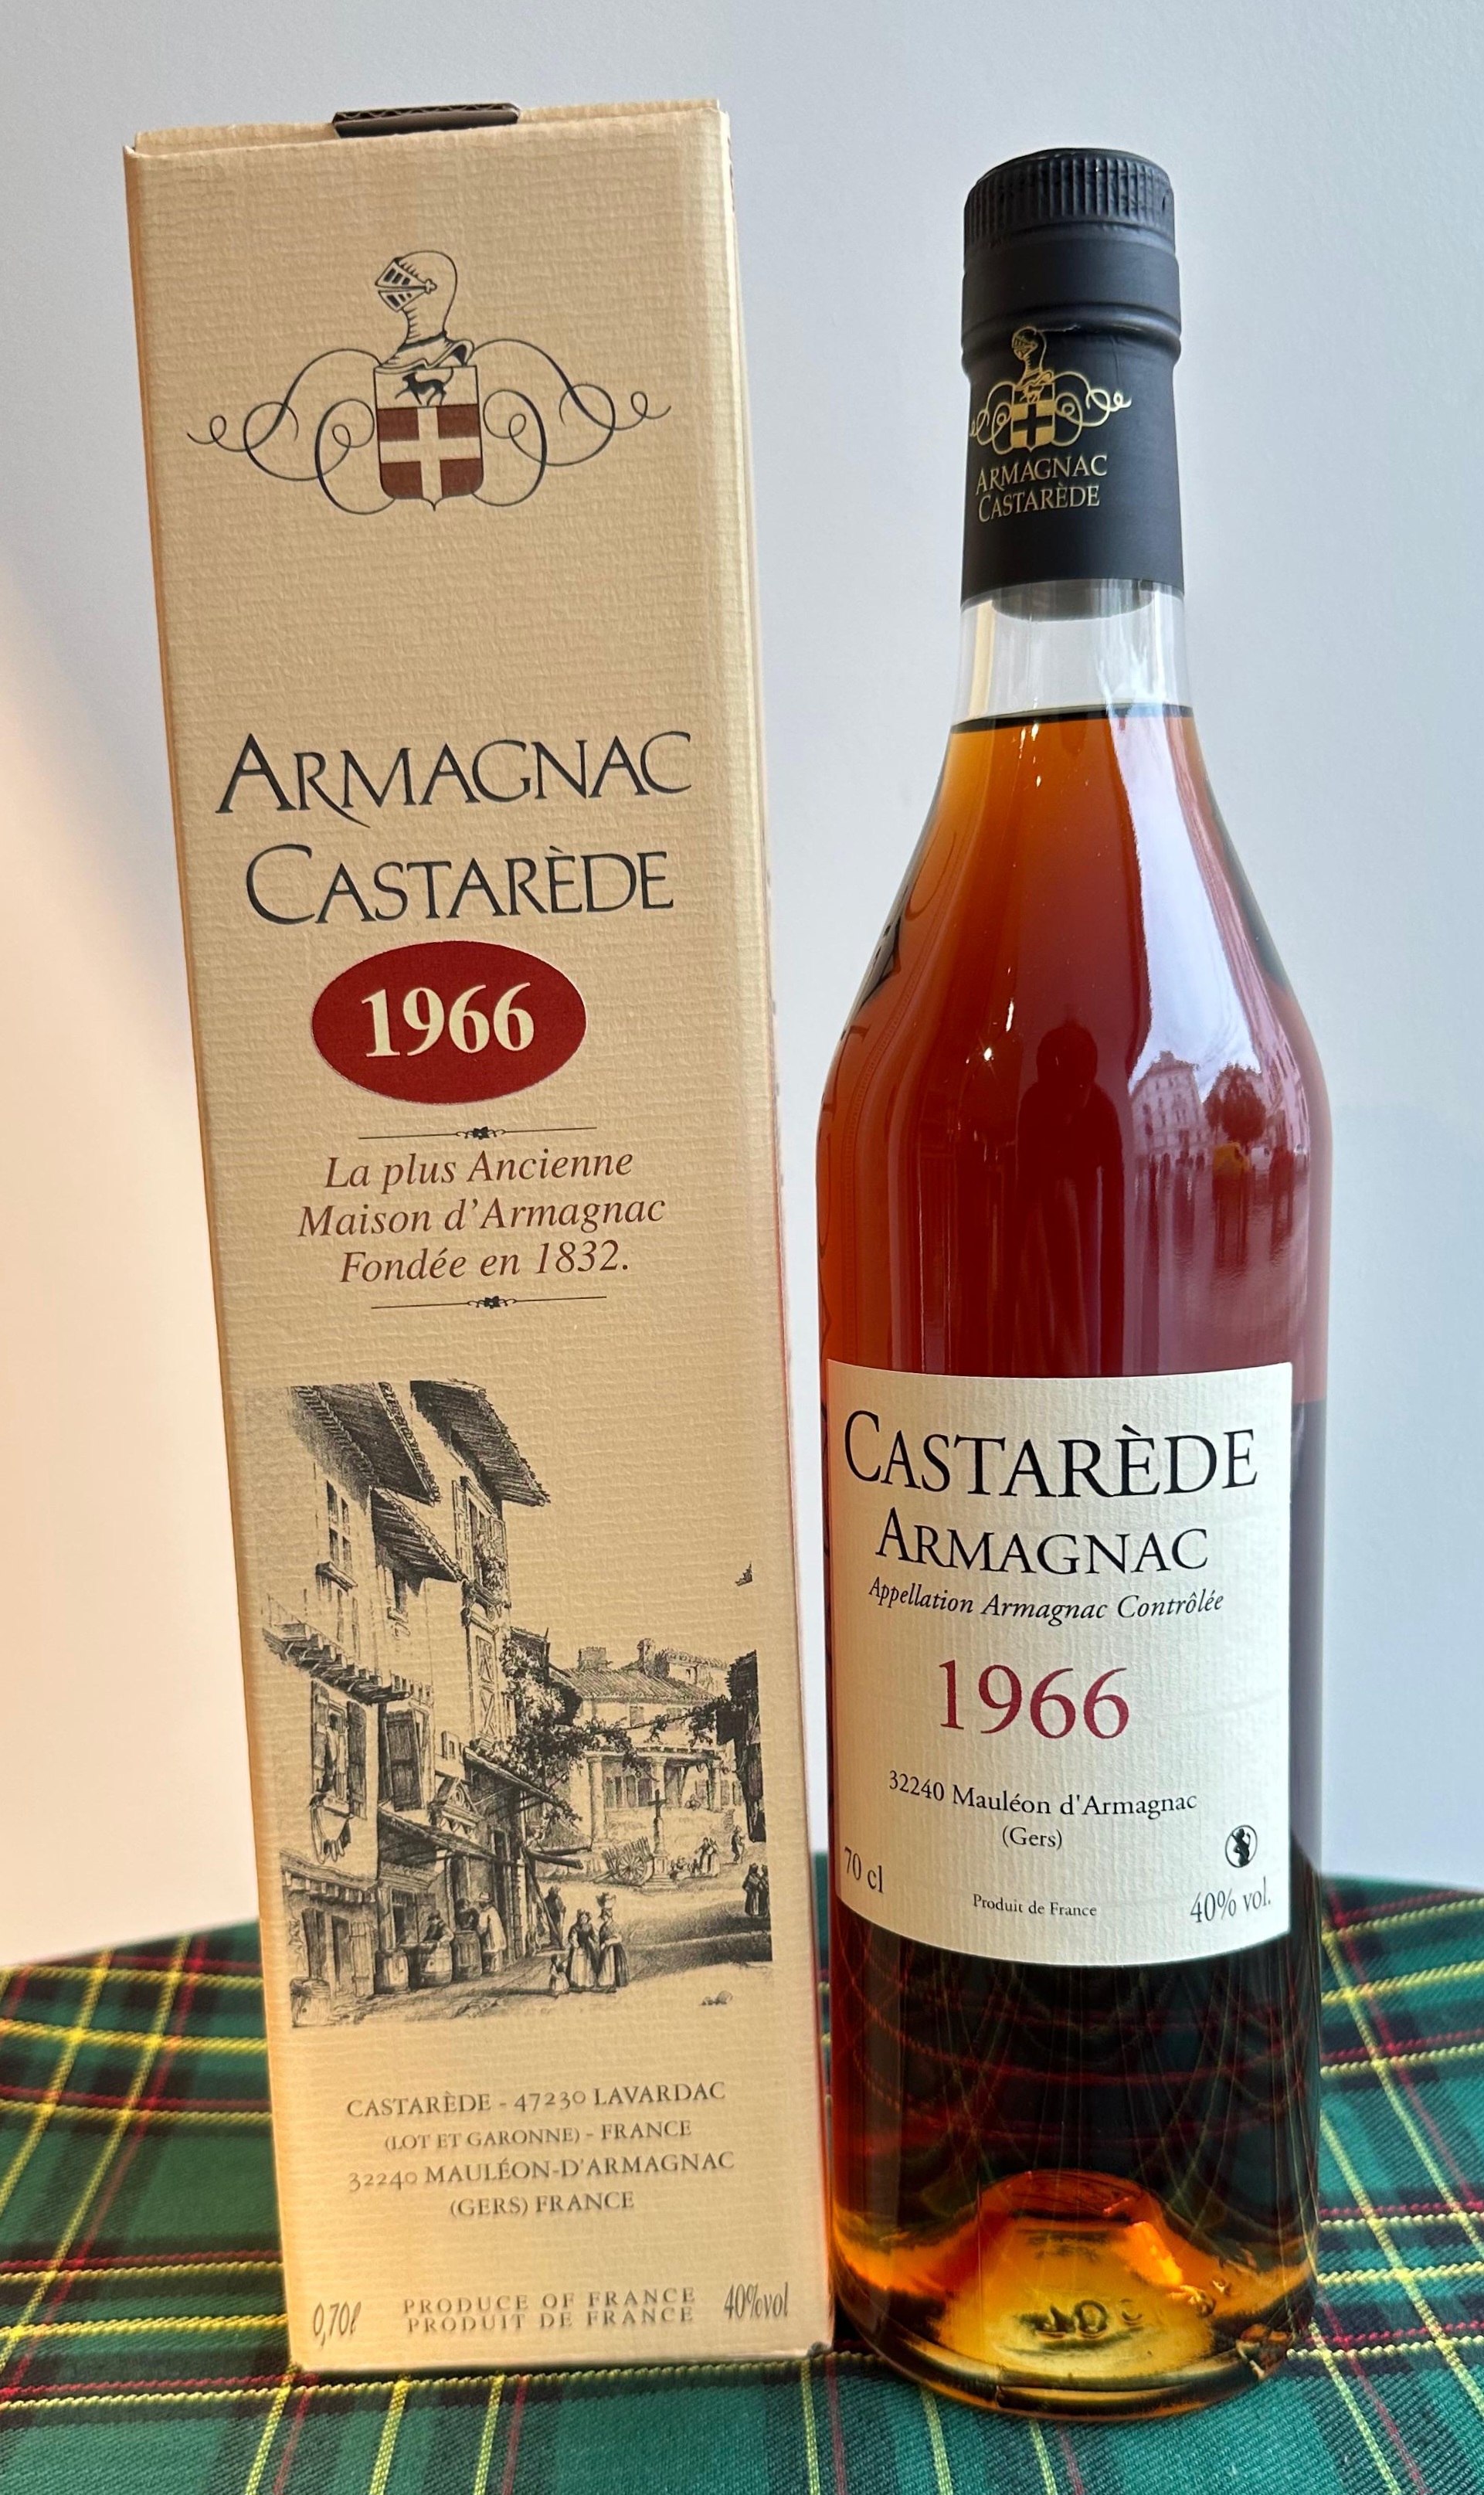 ARMAGNAC
CASTARÈDE
1966
La plus Ancienne
Maison d'Armagnac
Fondée en 1832.
CASTARÈDE - 47230 LAVARDAC
(LOT ET GARONNE) - FRANCE
32240 MAULÉON-D'ARMAGNAC
(GERS) FRANCE
0,70ℓ
PRODUCE OF FRANCE
PRODUIT DE FRANCE
40%vol
ARMAGNAC
CASTARÈDE
CASTARÈDE
ARMAGNAC
Appellation Armagnac Contrôlée
1966
32240 Mauléon d'Armagnac
(Gers)
70 cl
Produit de France
40% vol.